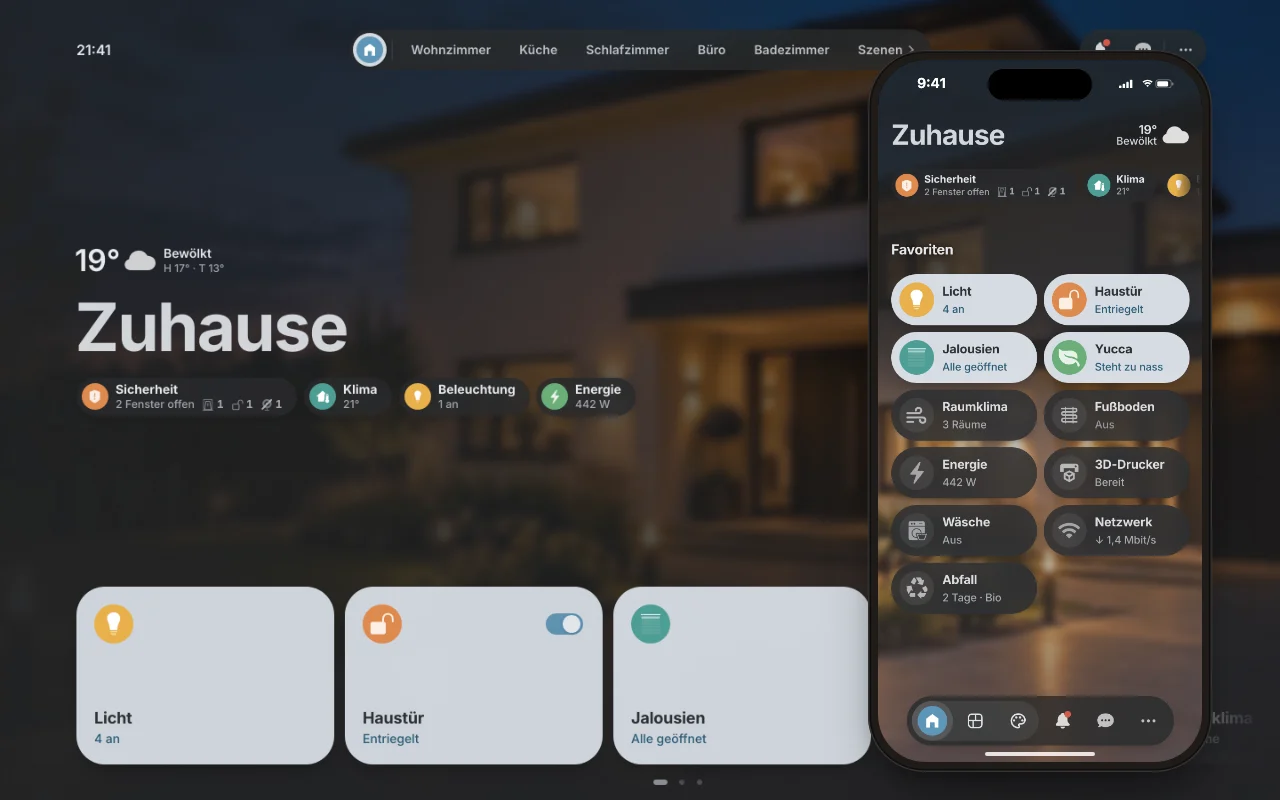 21:41
Wohnzimmer Küche Schlafzimmer Büro Badezimmer Szenen
19°
Bewölkt
H 17° · T 13°
Zuhause
Sicherheit
2 Fenster offen 1 1 1
Klima
21°
Beleuchtung
1 an
Energie
442 W
Licht
4 an
Haustür
Entriegelt
Jalousien
Alle geöffnet
klima
9:41
Zuhause
19°
Bewölkt
Sicherheit
2 Fenster offen 1 1 1
Klima
21°
Favoriten
Licht
4 an
Haustür
Entriegelt
Jalousien
Alle geöffnet
Yucca
Steht zu nass
Raumklima
3 Räume
Fußboden
Aus
Energie
442 W
3D-Drucker
Bereit
Wäsche
Aus
Netzwerk
↓ 1,4 Mbit/s
Abfall
2 Tage · Bio